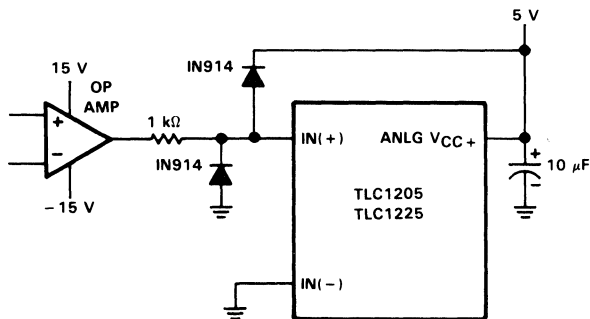 5 V
15 V
OP
AMP
IN914
+
−
1 kΩ
IN(+)
ANLG VCC+
+
−
10 μF
IN914
−15 V
TLC1205
TLC1225
IN(−)